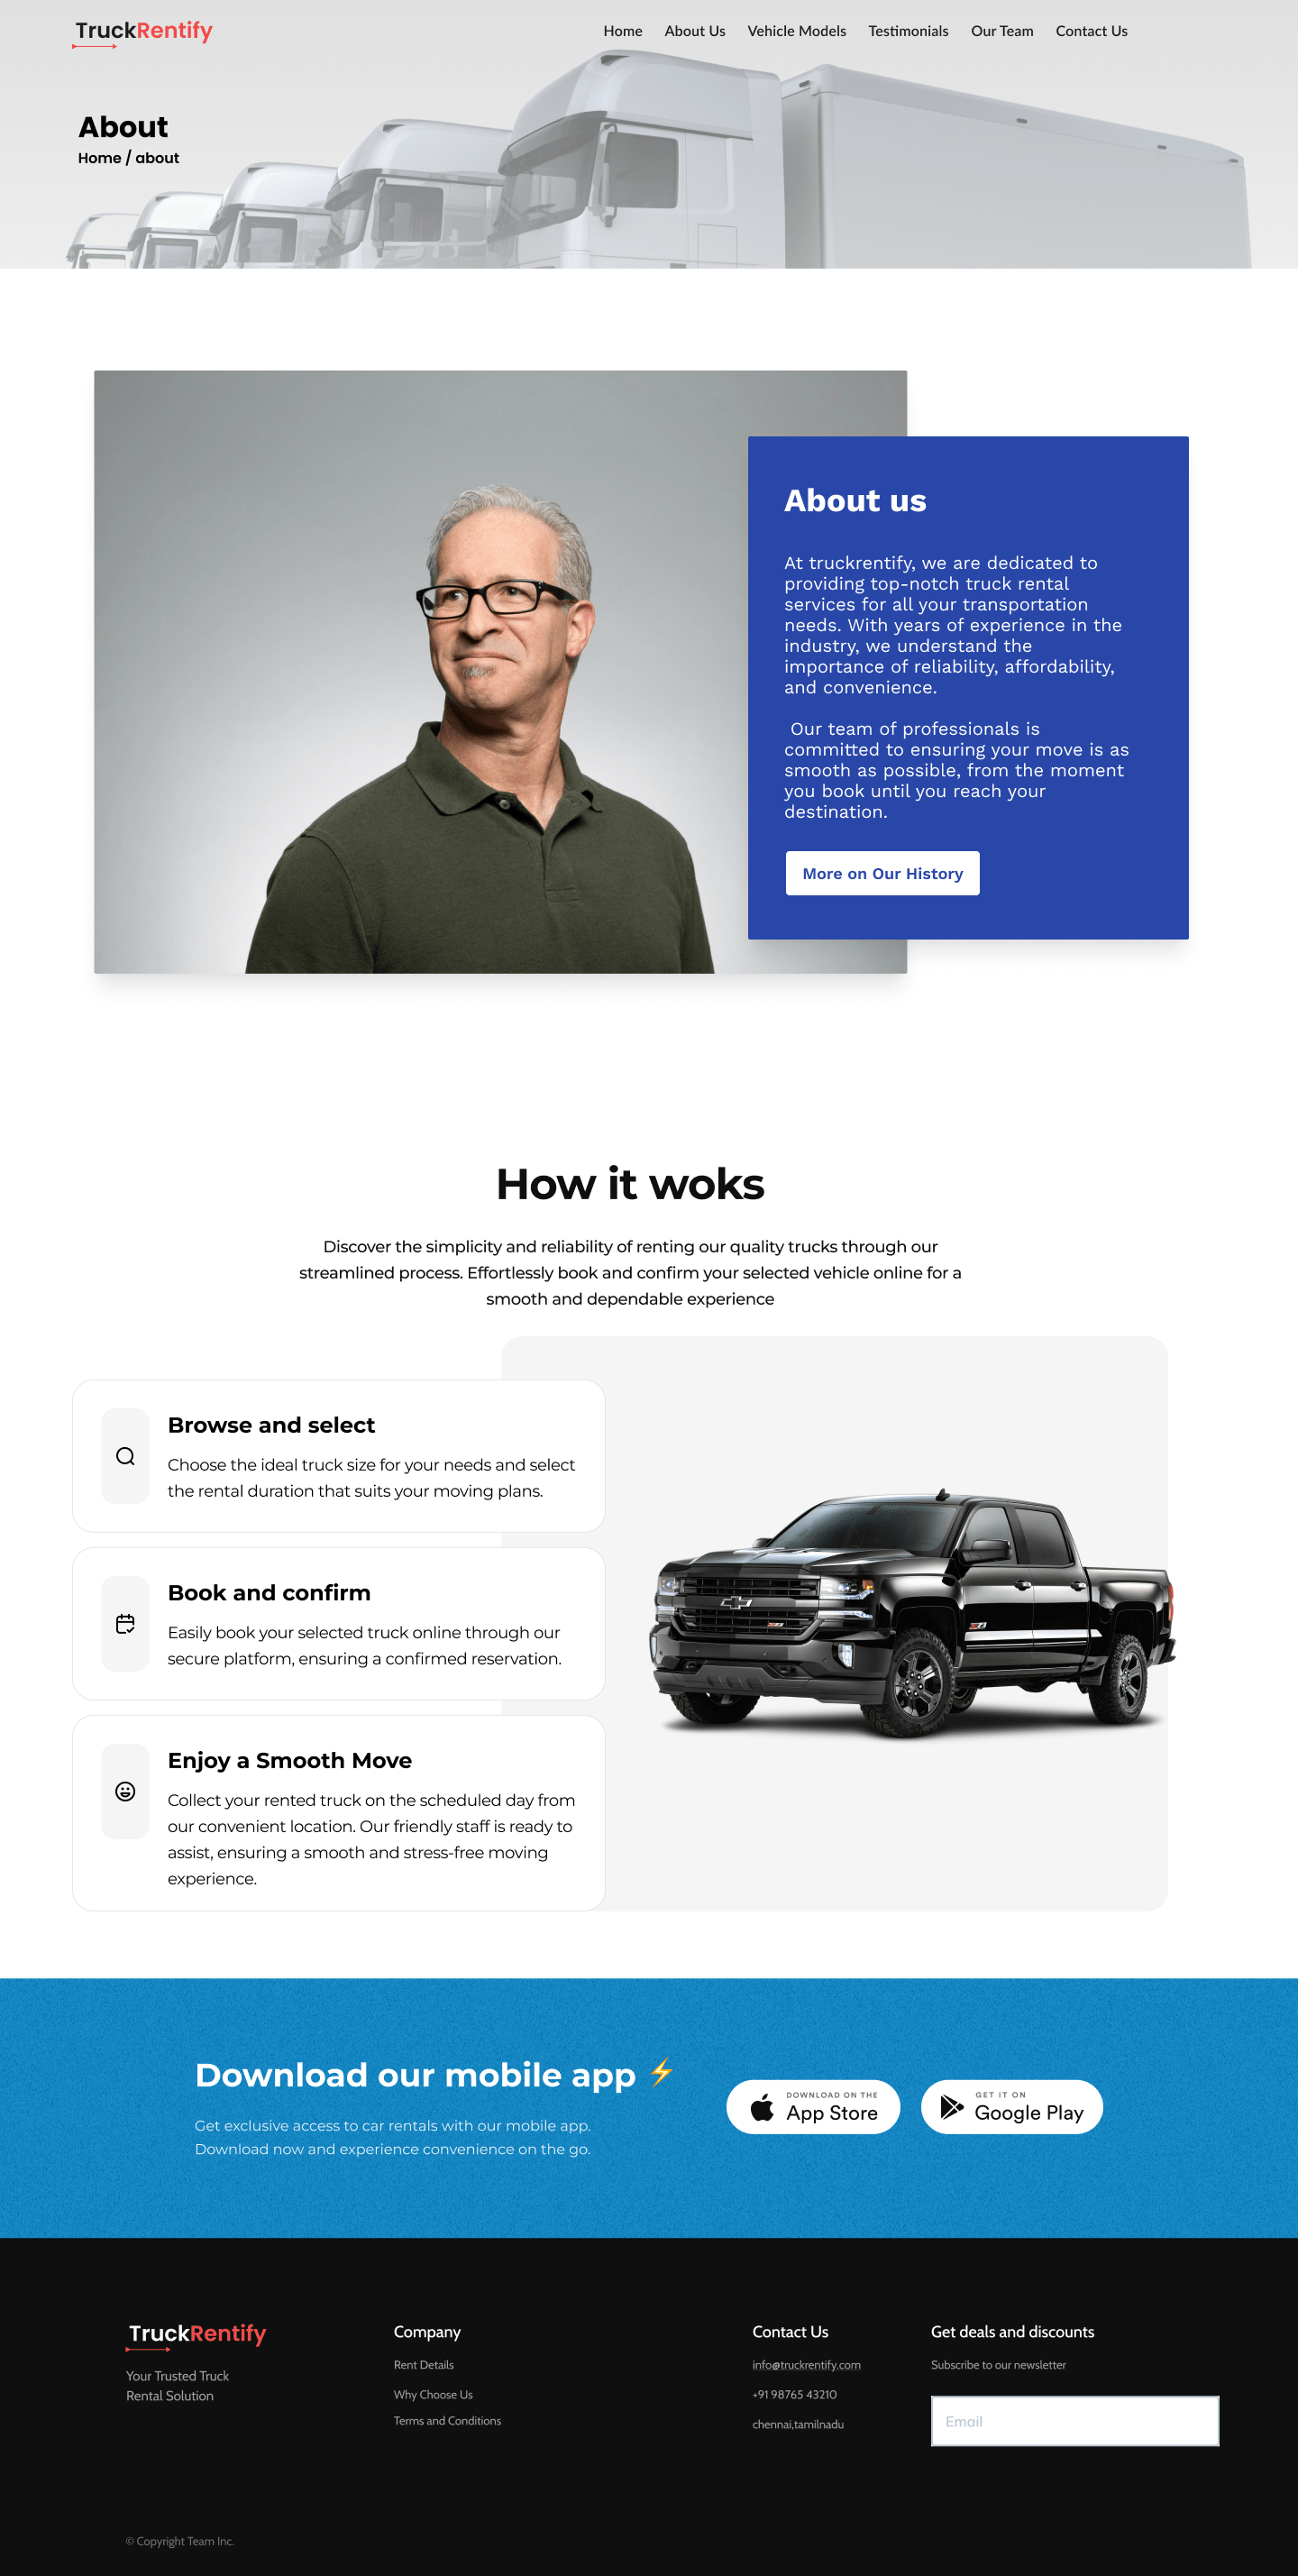 TruckRentify
Home About Us Vehicle Models Testimonials Our Team Contact Us
About
Home / about
About us
At truckrentify, we are dedicated to
providing top-notch truck rental
services for all your transportation
needs. With years of experience in the
industry, we understand the
importance of reliability, affordability,
and convenience.
Our team of professionals is
committed to ensuring your move is as
smooth as possible, from the moment
you book until you reach your
destination.
More on Our History
How it woks
Discover the simplicity and reliability of renting our quality trucks through our
streamlined process. Effortlessly book and confirm your selected vehicle online for a
smooth and dependable experience
Browse and select
Choose the ideal truck size for your needs and select
the rental duration that suits your moving plans.
Book and confirm
Easily book your selected truck online through our
secure platform, ensuring a confirmed reservation.
Enjoy a Smooth Move
Collect your rented truck on the scheduled day from
our convenient location. Our friendly staff is ready to
assist, ensuring a smooth and stress-free moving
experience.
Download our mobile app ⚡
Get exclusive access to car rentals with our mobile app.
Download now and experience convenience on the go.
DOWNLOAD ON THE
App Store
GET IT ON
Google Play
TruckRentify
Your Trusted Truck
Rental Solution
Company
Rent Details
Why Choose Us
Terms and Conditions
Contact Us
info@truckrentify.com
+91 98765 43210
chennai,tamilnadu
Get deals and discounts
Subscribe to our newsletter
Email
© Copyright Team Inc.